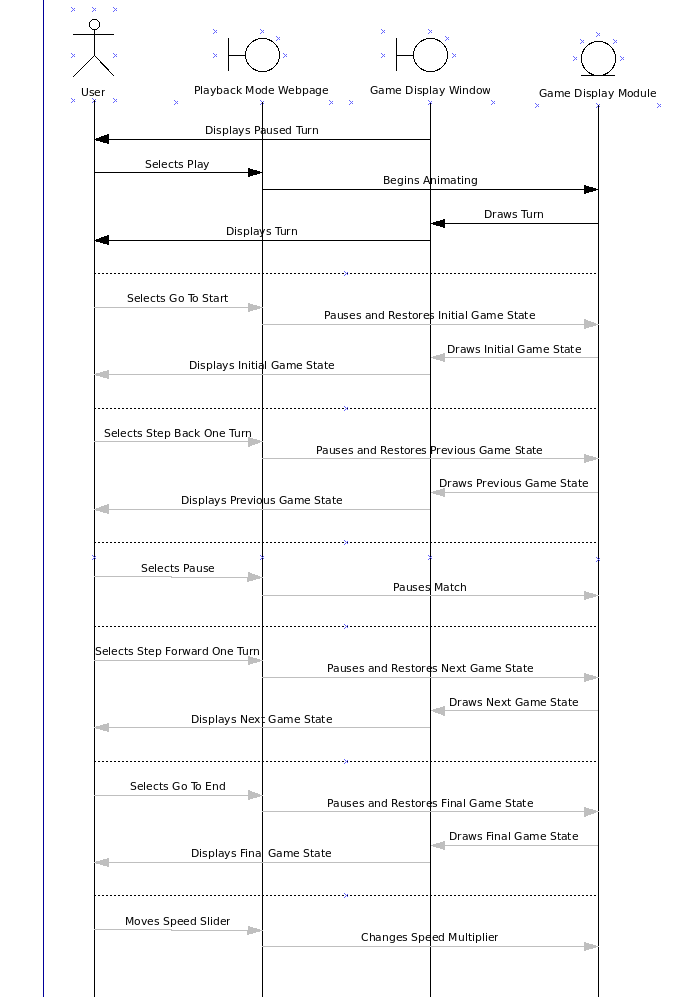 User
Playback Mode Webpage
Game Display Window
Game Display Module
Displays Paused Turn
Selects Play
Begins Animating
Draws Turn
Displays Turn
Selects Go To Start
Pauses and Restores Initial Game State
Draws Initial Game State
Displays Initial Game State
Selects Step Back One Turn
Pauses and Restores Previous Game State
Draws Previous Game State
Displays Previous Game State
Selects Pause
Pauses Match
Selects Step Forward One Turn
Pauses and Restores Next Game State
Draws Next Game State
Displays Next Game State
Selects Go To End
Pauses and Restores Final Game State
Draws Final Game State
Displays Final Game State
Moves Speed Slider
Changes Speed Multiplier